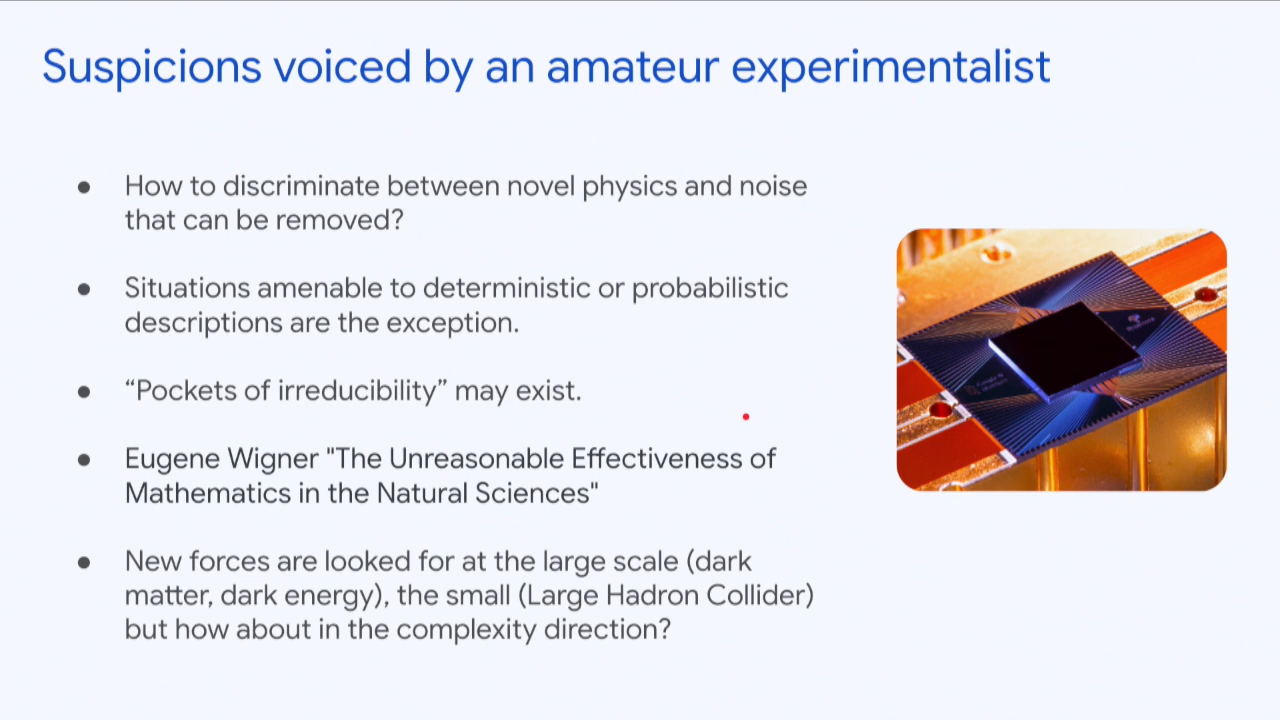 Suspicions voiced by an amateur experimentalist
● How to discriminate between novel physics and noise
that can be removed?
● Situations amenable to deterministic or probabilistic
descriptions are the exception.
● “Pockets of irreducibility” may exist.
● Eugene Wigner "The Unreasonable Effectiveness of
Mathematics in the Natural Sciences"
● New forces are looked for at the large scale (dark
matter, dark energy), the small (Large Hadron Collider)
but how about in the complexity direction?